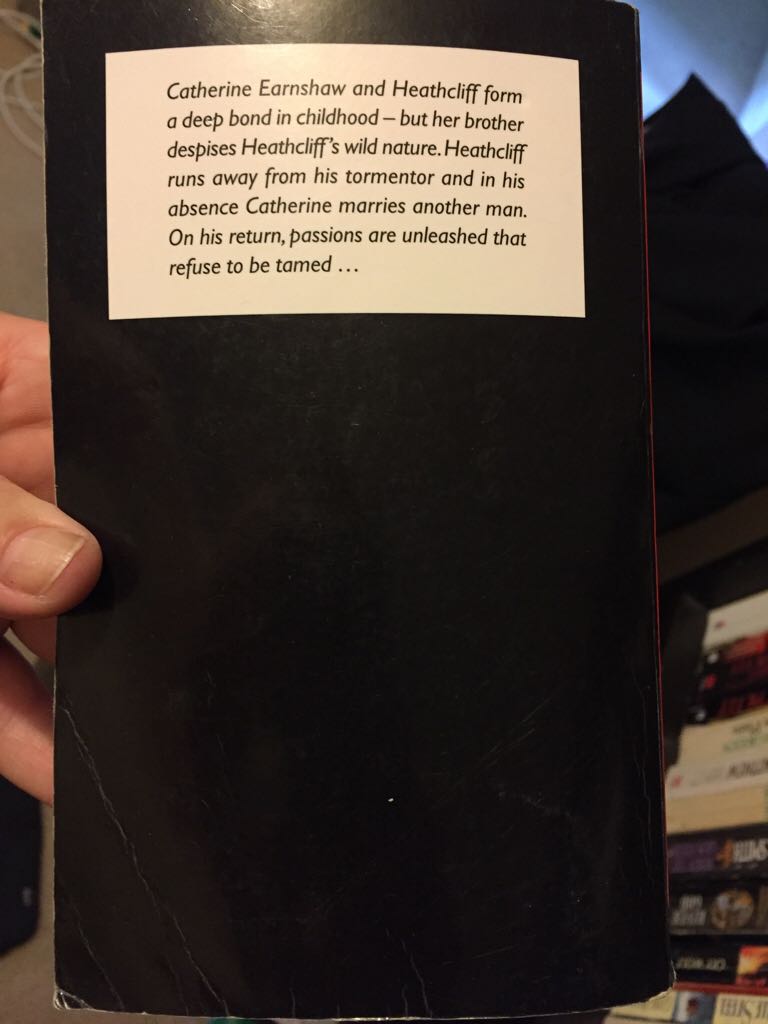 Catherine Earnshaw and Heathcliff form
a deep bond in childhood – but her brother
despises Heathcliff's wild nature. Heathcliff
runs away from his tormentor and in his
absence Catherine marries another man.
On his return, passions are unleashed that
refuse to be tamed ...